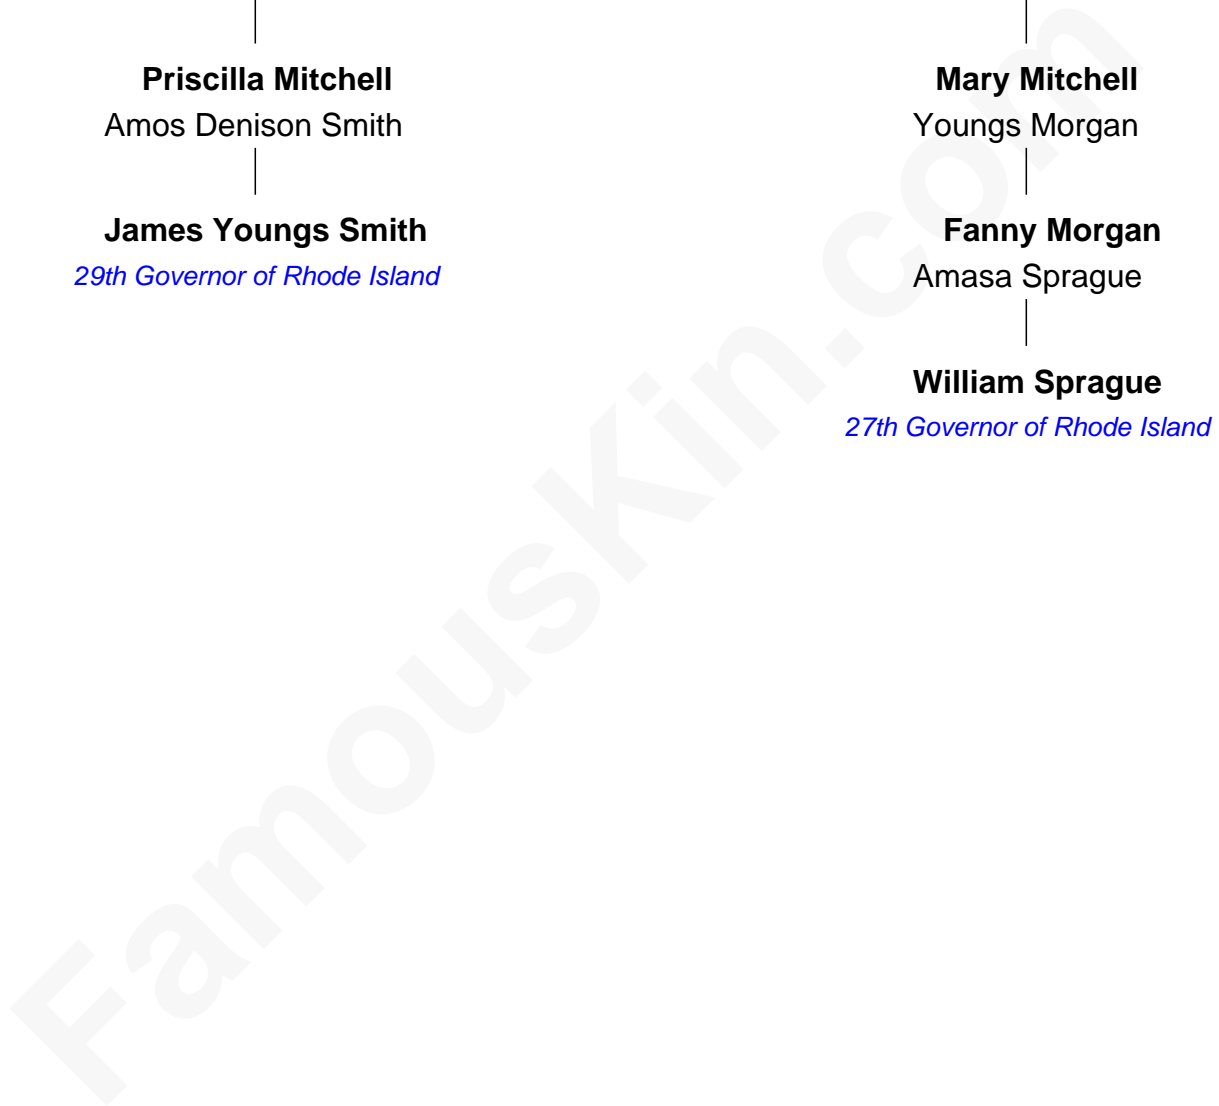 Priscilla Mitchell
Amos Denison Smith
James Youngs Smith
29th Governor of Rhode Island
Mary Mitchell
Youngs Morgan
Fanny Morgan
Amasa Sprague
William Sprague
27th Governor of Rhode Island
FamousKin.com